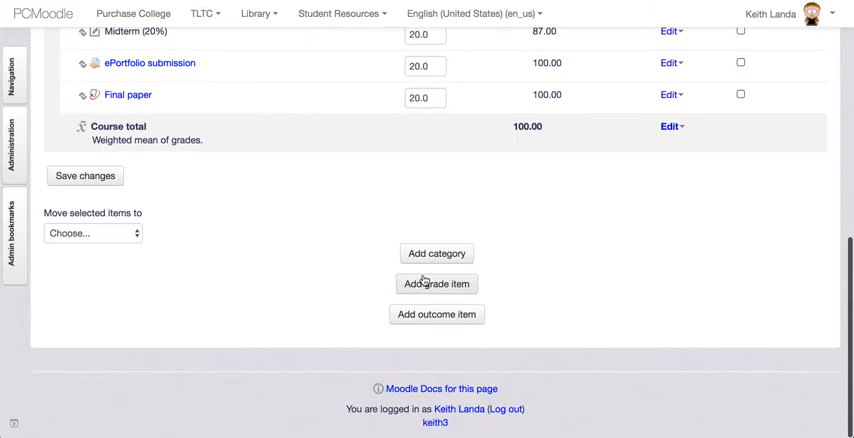 PCMoodle Purchase College TLTC Library Student Resources English (United States) (en_us) Keith Landa
Midterm (20%) 20.0 87.00 Edit
Navigation
ePortfolio submission 20.0 100.00 Edit
Final paper 20.0 100.00 Edit
Administration
Course total 100.00 Edit
Weighted mean of grades.
Save changes
Admin bookmarks
Move selected items to
Choose...
Add category
Add grade item
Add outcome item
Moodle Docs for this page
You are logged in as Keith Landa (Log out)
keith3